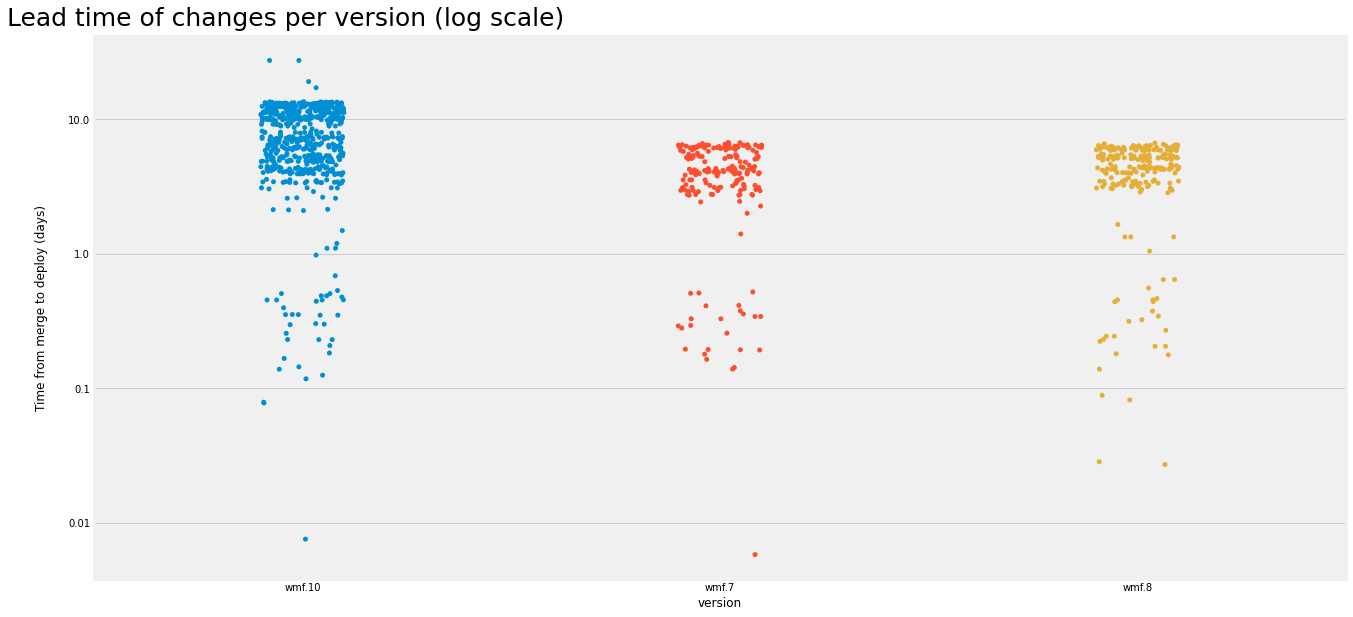 Lead time of changes per version (log scale)
Time from merge to deploy (days)
10.0
1.0
0.1
0.01
wmf.10
wmf.7
wmf.8
version